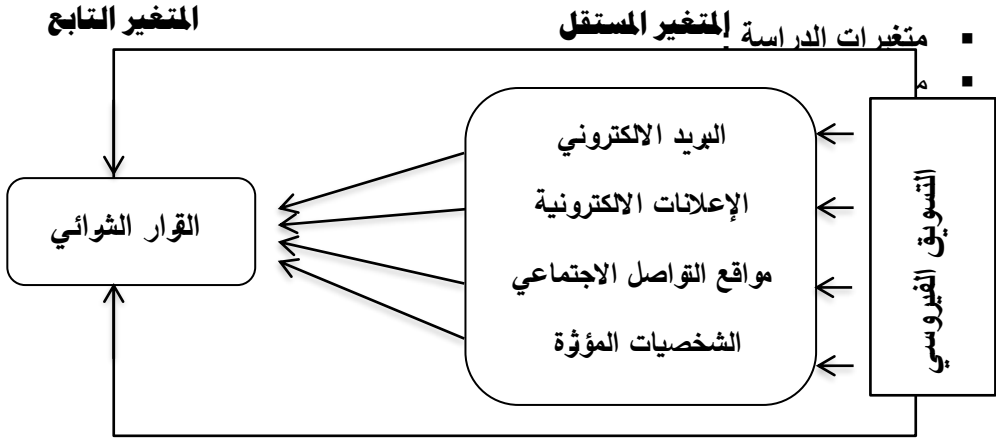 المتغير المستقل
المتغير التابع
متغيرات الدراسة :
التسويق الفيروسي
البريد الالكتروني
الإعلانات الالكترونية
مواقع التواصل الاجتماعي
الشخصيات المؤثرة
القرار الشرائي